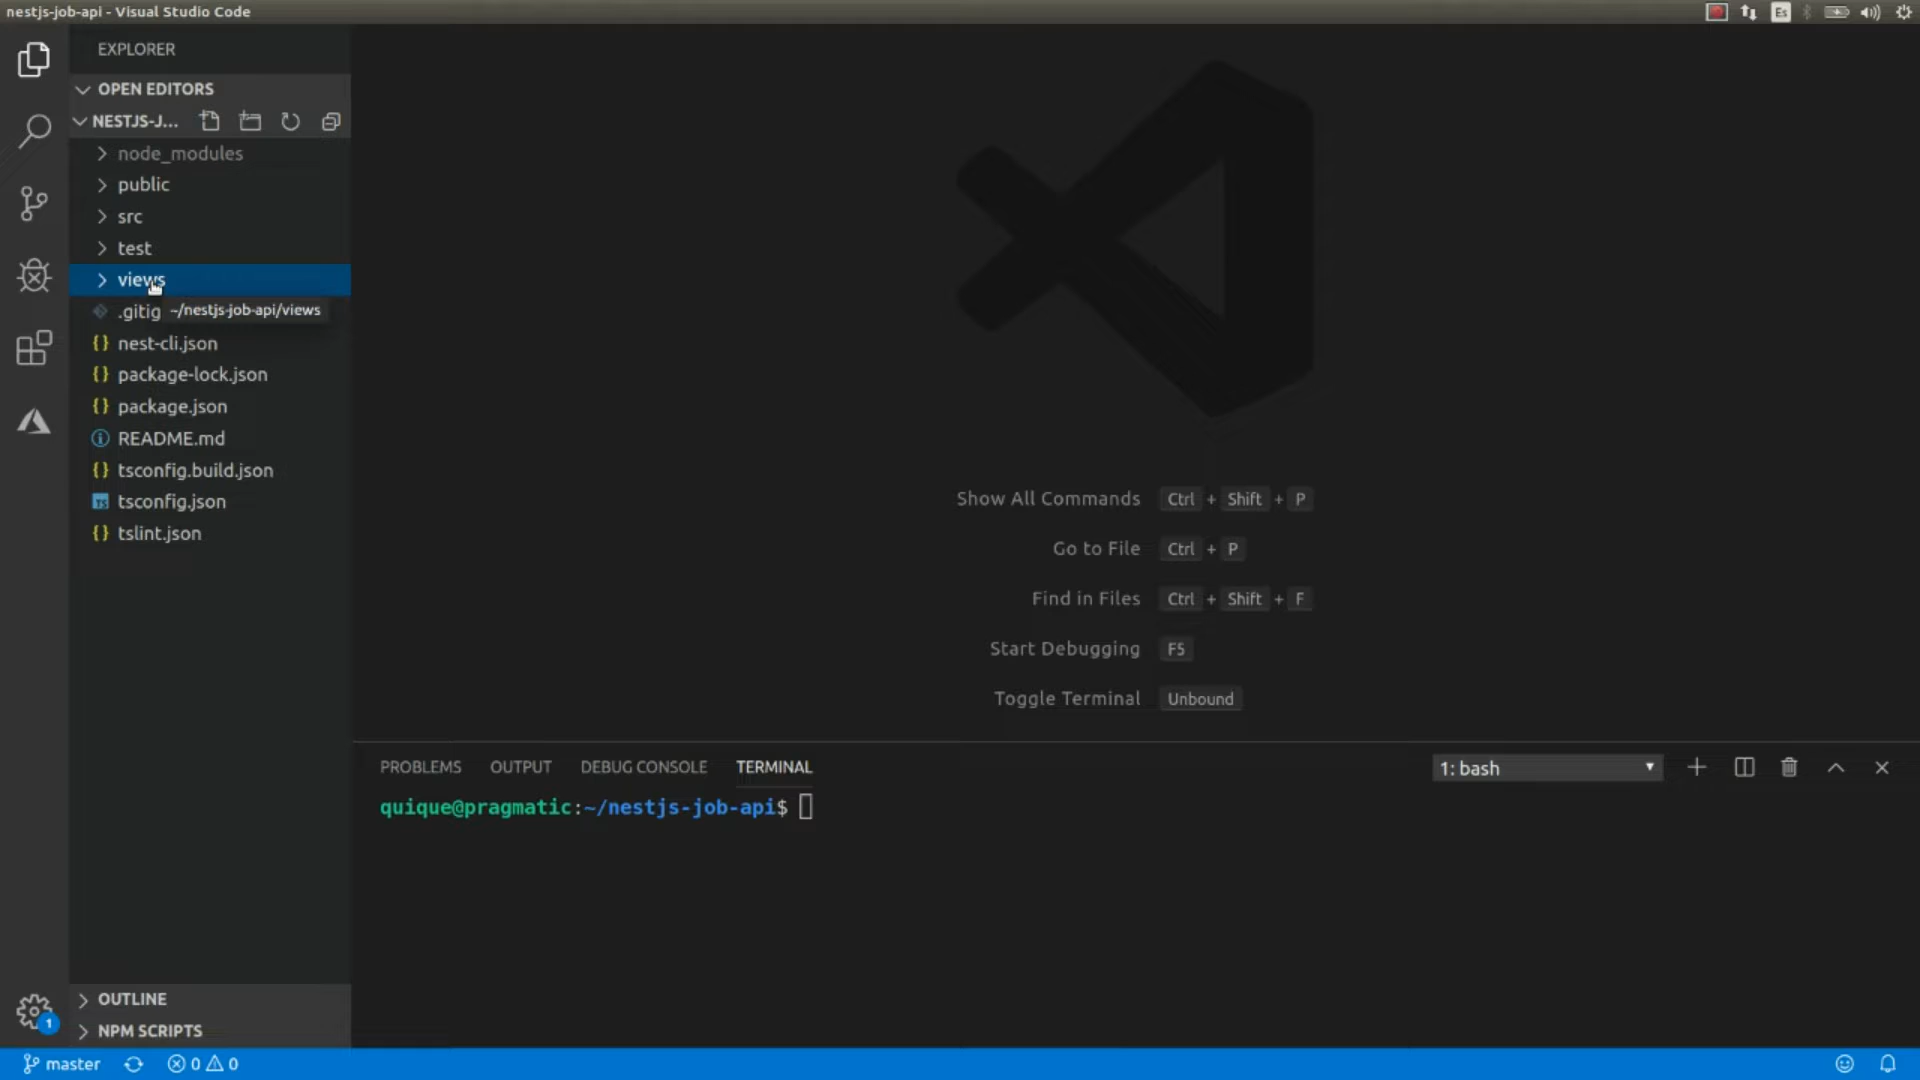 nestjs-job-api - Visual Studio Code
Es
EXPLORER
OPEN EDITORS
NESTJS-J...
node_modules
public
src
test
views
.gitig
~/nestjs-job-api/views
nest-cli.json
package-lock.json
package.json
README.md
tsconfig.build.json
tsconfig.json
tslint.json
Show All Commands Ctrl + Shift + P
Go to File Ctrl + P
Find in Files Ctrl + Shift + F
Start Debugging F5
Toggle Terminal Unbound
PROBLEMS OUTPUT DEBUG CONSOLE TERMINAL 1: bash
quique@pragmatic:~/nestjs-job-api$
OUTLINE
NPM SCRIPTS
1
master 0 0